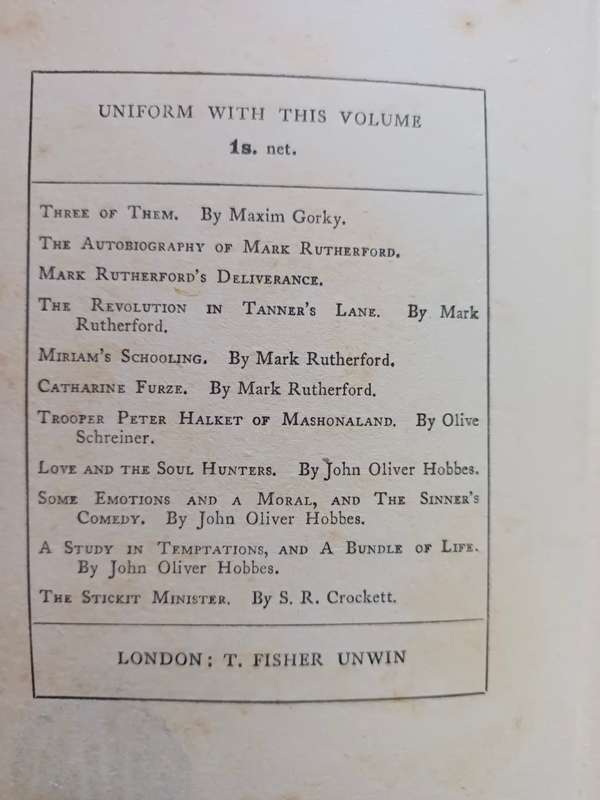 UNIFORM WITH THIS VOLUME
1s. net.
THREE OF THEM. By Maxim Gorky.
THE AUTOBIOGRAPHY OF MARK RUTHERFORD.
MARK RUTHERFORD'S DELIVERANCE.
THE REVOLUTION IN TANNER'S LANE. By Mark
Rutherford.
MIRIAM'S SCHOOLING. By Mark Rutherford.
CATHARINE FURZE. By Mark Rutherford.
TROOPER PETER HALKET OF MASHONALAND. By Olive
Schreiner.
LOVE AND THE SOUL HUNTERS. By John Oliver Hobbes.
SOME EMOTIONS AND A MORAL, AND THE SINNER'S
COMEDY. By John Oliver Hobbes.
A STUDY IN TEMPTATIONS, AND A BUNDLE OF LIFE.
By John Oliver Hobbes.
THE STICKIT MINISTER. By S. R. Crockett.
LONDON: T. FISHER UNWIN